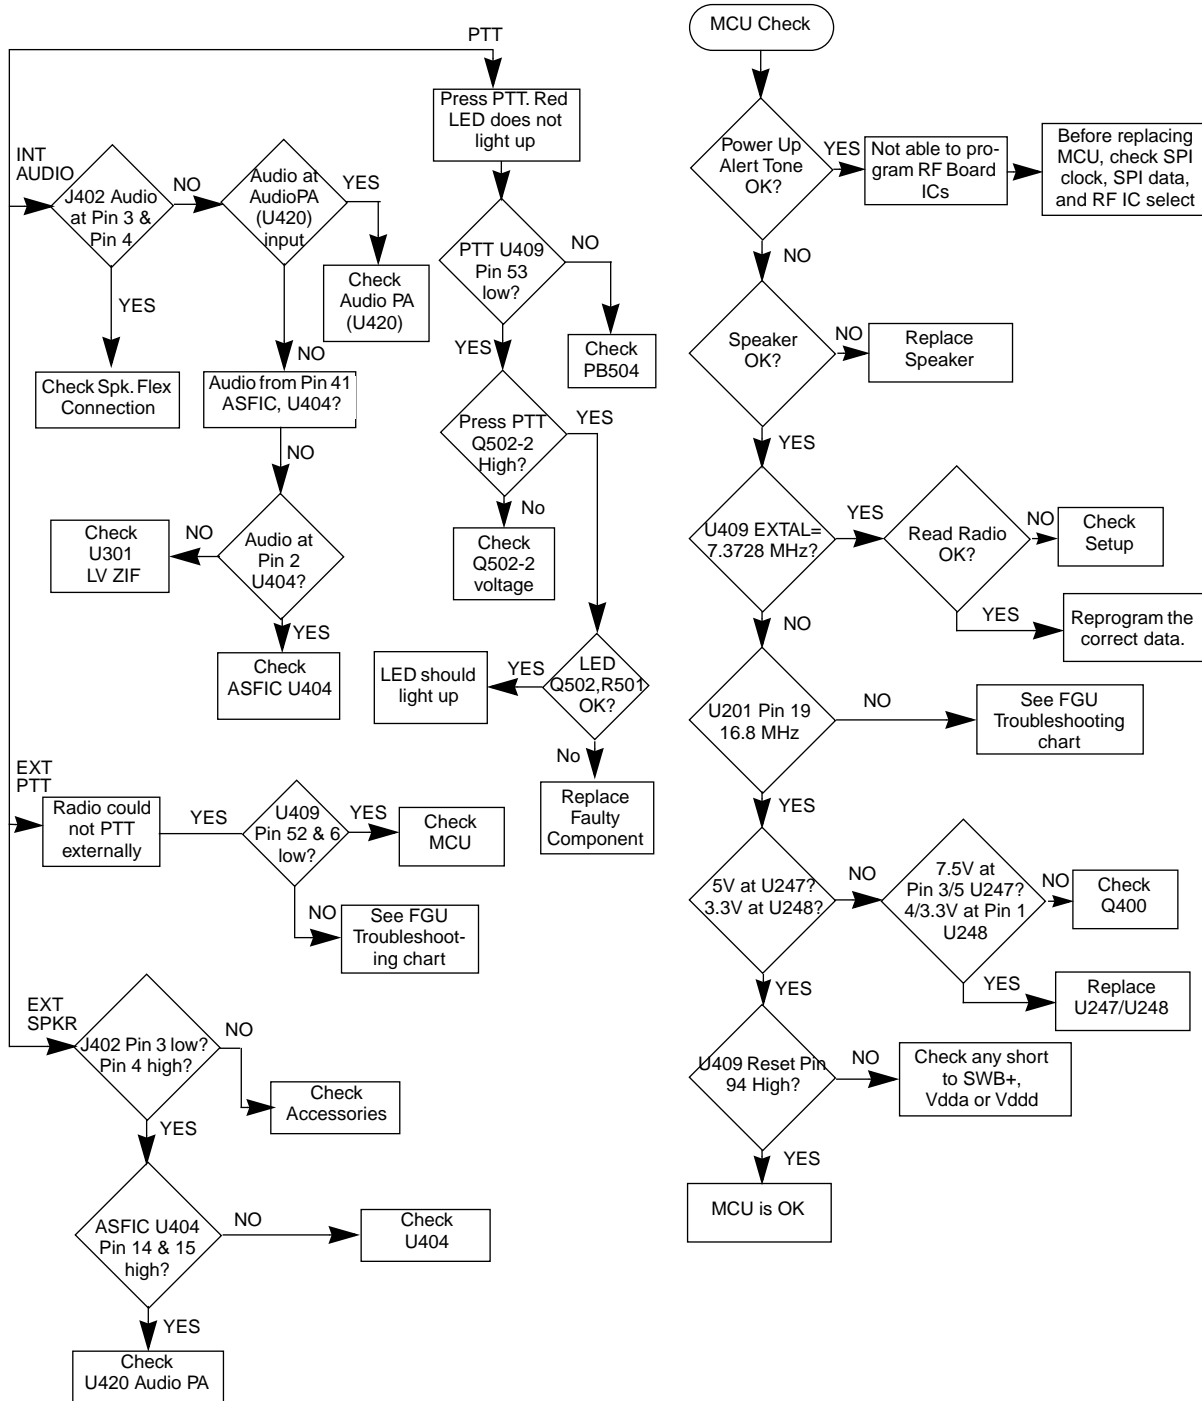 PTT
Press PTT. Red
LED does not
light up
INT
AUDIO
J402 Audio
at Pin 3 &
Pin 4
NO
Audio at
AudioPA
(U420)
input
YES
Check
Audio PA
(U420)
YES
Check Spk. Flex
Connection
NO
Audio from Pin 41
ASFIC, U404?
NO
Audio at
Pin 2
U404?
NO
Check
U301
LV ZIF
YES
Check
ASFIC U404
PTT U409
Pin 53
low?
NO
Check
PB504
YES
Press PTT
Q502-2
High?
YES
No
Check
Q502-2
voltage
LED
Q502,R501
OK?
YES
LED should
light up
No
Replace
Faulty
Component
EXT
PTT
Radio could
not PTT
externally
YES
U409
Pin 52 & 6
low?
YES
Check
MCU
NO
See FGU
Troubleshoot-
ing chart
EXT
SPKR
J402 Pin 3 low?
Pin 4 high?
NO
Check
Accessories
YES
ASFIC U404
Pin 14 & 15
high?
NO
Check
U404
YES
Check
U420 Audio PA
MCU Check
Power Up
Alert Tone
OK?
YES
Not able to pro-
gram RF Board
ICs
Before replacing
MCU, check SPI
clock, SPI data,
and RF IC select
NO
Speaker
OK?
NO
Replace
Speaker
YES
U409 EXTAL=
7.3728 MHz?
YES
Read Radio
OK?
NO
Check
Setup
YES
Reprogram the
correct data.
NO
U201 Pin 19
16.8 MHz
NO
See FGU
Troubleshooting
chart
YES
5V at U247?
3.3V at U248?
NO
7.5V at
Pin 3/5 U247?
4/3.3V at Pin 1
U248
NO
Check
Q400
YES
Replace
U247/U248
YES
U409 Reset Pin
94 High?
NO
Check any short
to SWB+,
Vdda or Vddd
YES
MCU is OK